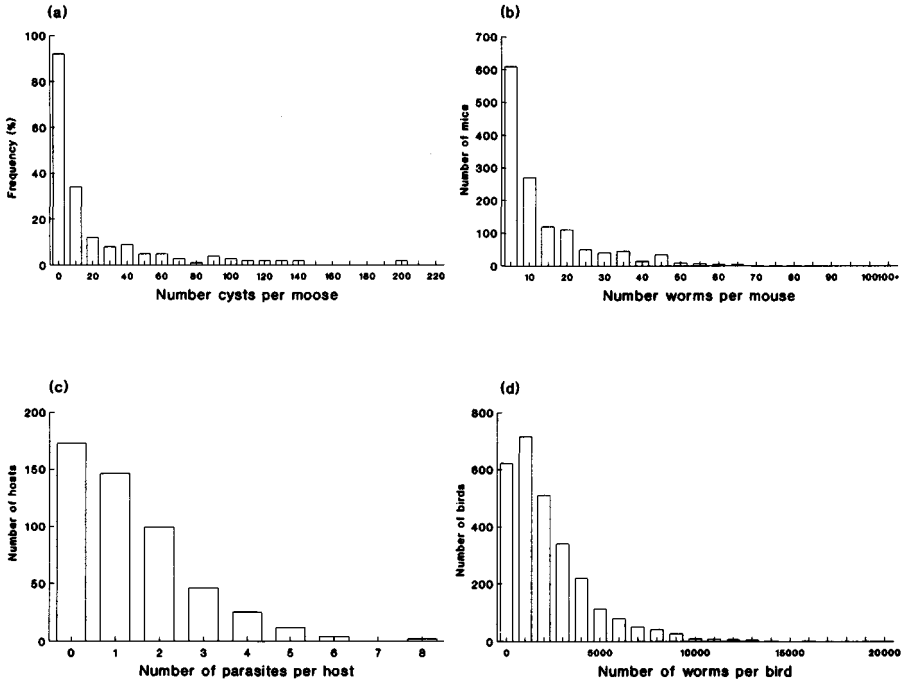 (a)
Frequency (%)
100
80
60
40
20
0
0 20 40 60 80 100 120 140 160 180 200 220
Number cysts per moose
(b)
Number of mice
700
600
500
400
300
200
100
0
10 20 30 40 50 60 70 80 90 100 100+
Number worms per mouse
(c)
Number of hosts
200
150
100
50
0
0 1 2 3 4 5 6 7 8
Number of parasites per host
(d)
Number of birds
800
600
400
200
0
0 5000 10000 15000 20000
Number of worms per bird